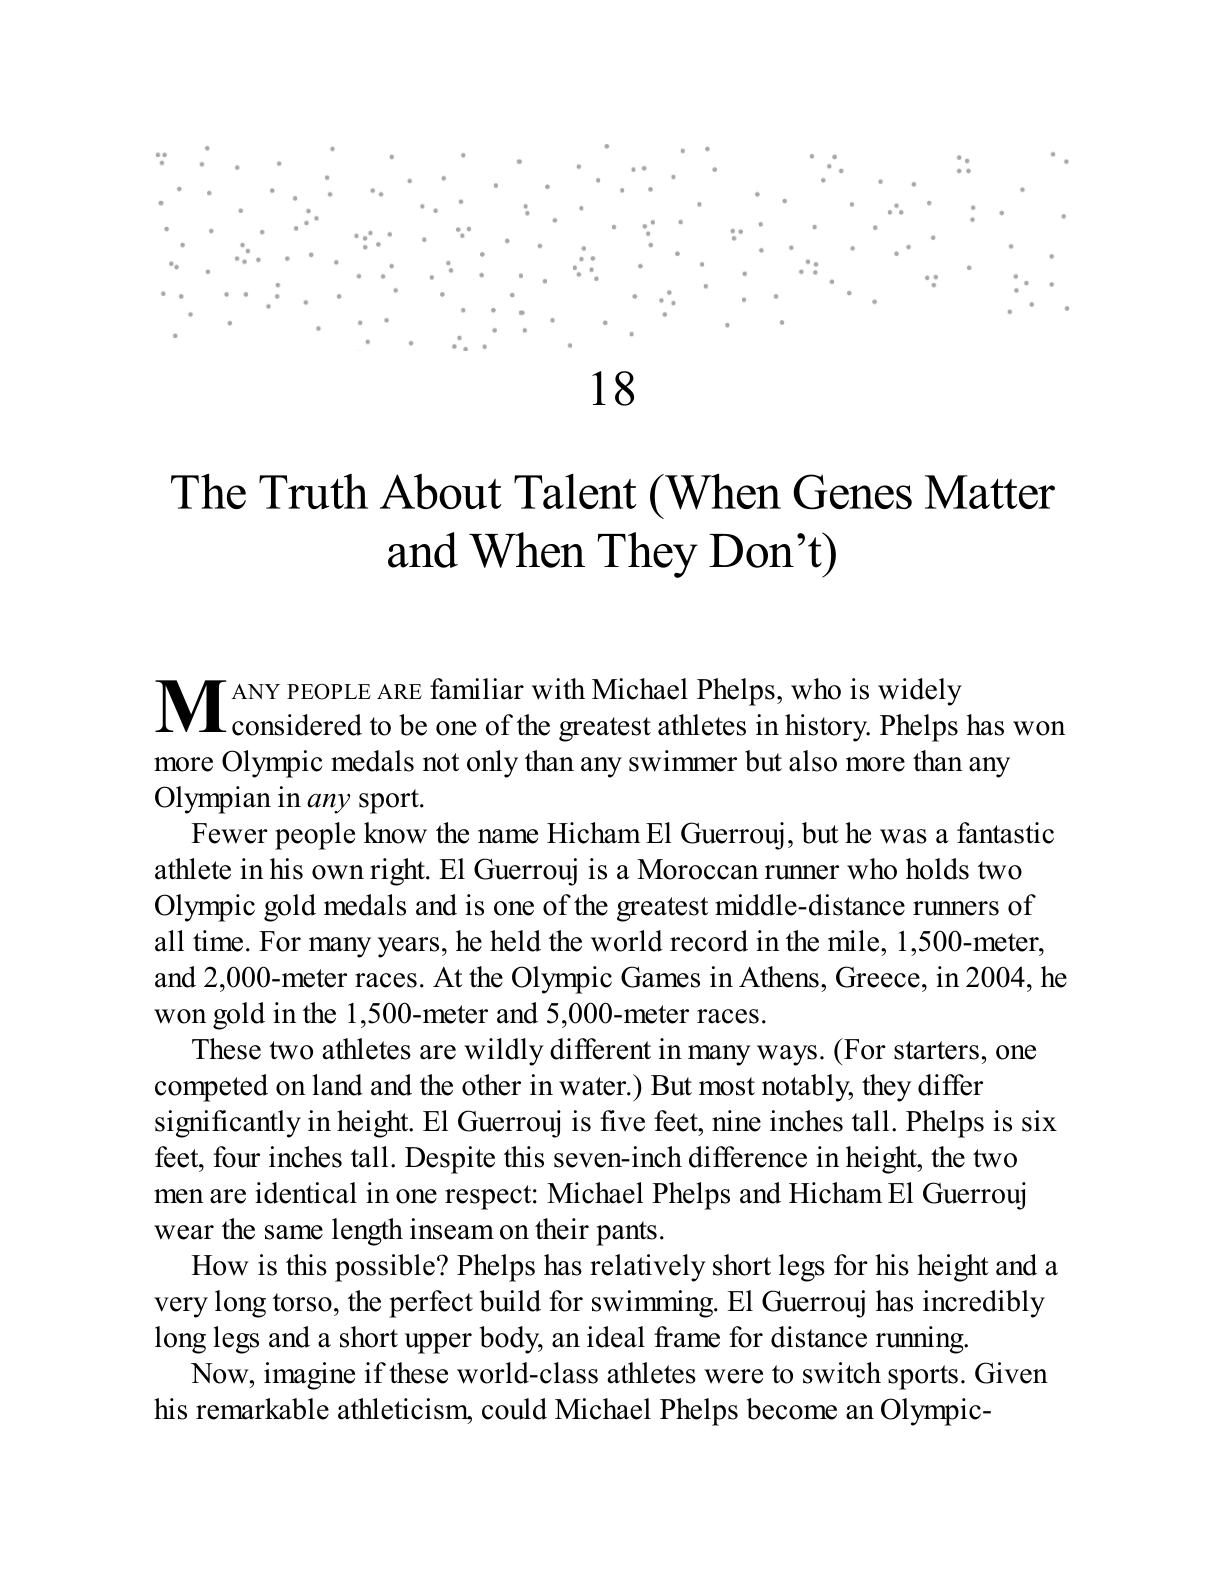 18
The Truth About Talent (When Genes Matter
and When They Don’t)
MANY PEOPLE ARE familiar with Michael Phelps, who is widely
considered to be one of the greatest athletes in history. Phelps has won
more Olympic medals not only than any swimmer but also more than any
Olympian in any sport.
Fewer people know the name Hicham El Guerrouj, but he was a fantastic
athlete in his own right. El Guerrouj is a Moroccan runner who holds two
Olympic gold medals and is one of the greatest middle-distance runners of
all time. For many years, he held the world record in the mile, 1,500-meter,
and 2,000-meter races. At the Olympic Games in Athens, Greece, in 2004, he
won gold in the 1,500-meter and 5,000-meter races.
These two athletes are wildly different in many ways. (For starters, one
competed on land and the other in water.) But most notably, they differ
significantly in height. El Guerrouj is five feet, nine inches tall. Phelps is six
feet, four inches tall. Despite this seven-inch difference in height, the two
men are identical in one respect: Michael Phelps and Hicham El Guerrouj
wear the same length inseam on their pants.
How is this possible? Phelps has relatively short legs for his height and a
very long torso, the perfect build for swimming. El Guerrouj has incredibly
long legs and a short upper body, an ideal frame for distance running.
Now, imagine if these world-class athletes were to switch sports. Given
his remarkable athleticism, could Michael Phelps become an Olympic-